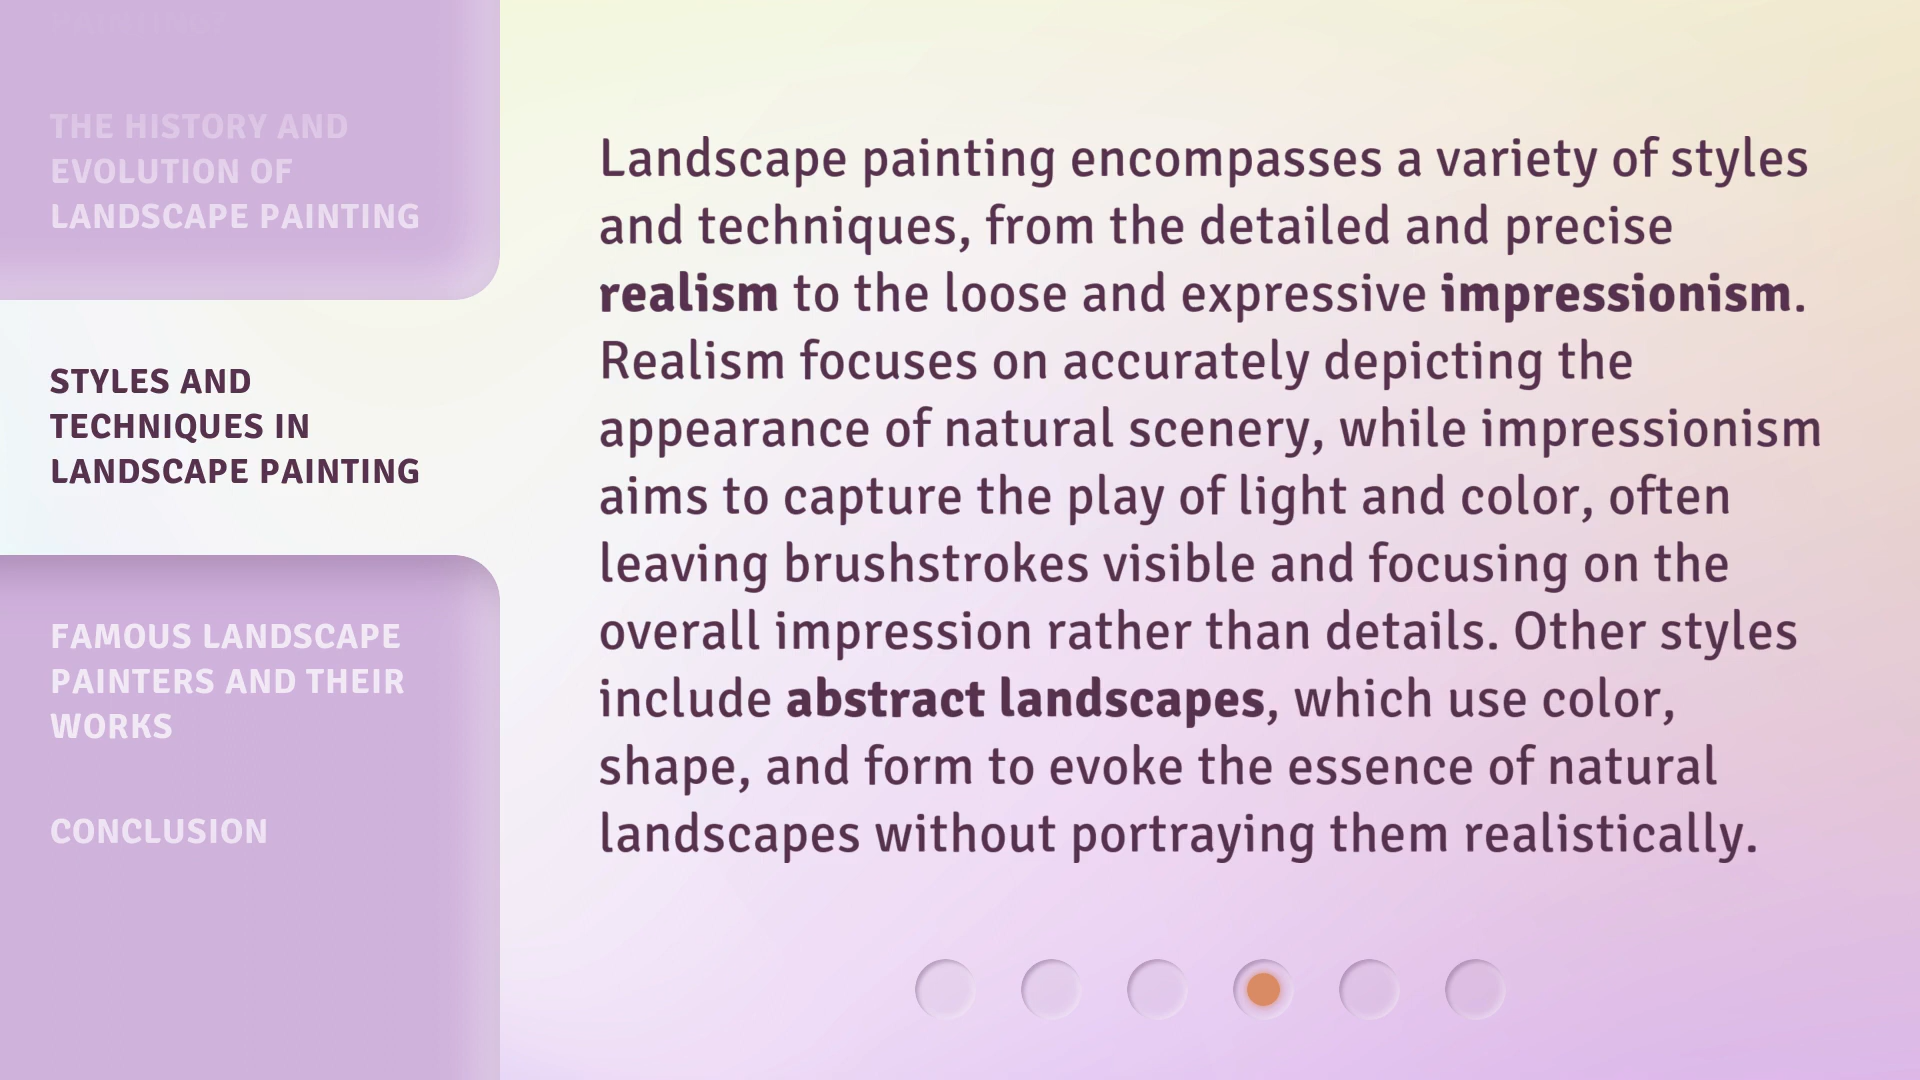 PAINTING?
THE HISTORY AND
EVOLUTION OF
LANDSCAPE PAINTING
STYLES AND
TECHNIQUES IN
LANDSCAPE PAINTING
FAMOUS LANDSCAPE
PAINTERS AND THEIR
WORKS
CONCLUSION
Landscape painting encompasses a variety of styles
and techniques, from the detailed and precise
realism to the loose and expressive impressionism.
Realism focuses on accurately depicting the
appearance of natural scenery, while impressionism
aims to capture the play of light and color, often
leaving brushstrokes visible and focusing on the
overall impression rather than details. Other styles
include abstract landscapes, which use color,
shape, and form to evoke the essence of natural
landscapes without portraying them realistically.